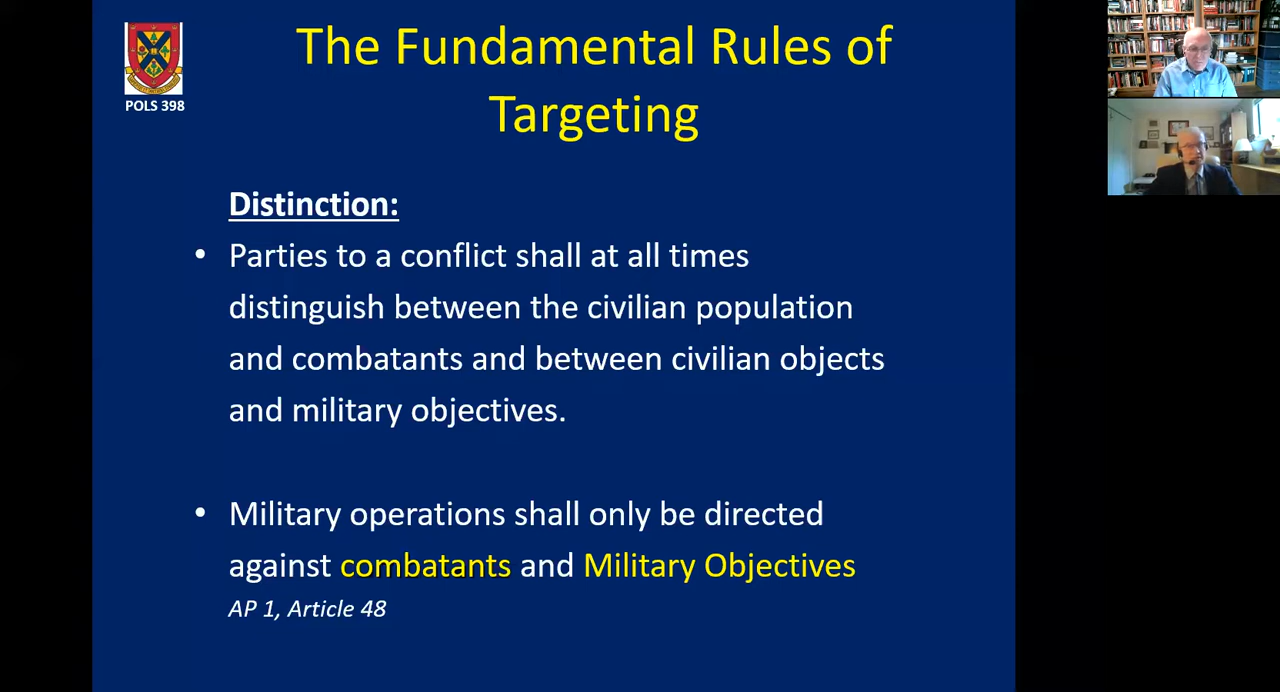 The Fundamental Rules of
Targeting
POLS 398
Distinction:
• Parties to a conflict shall at all times
distinguish between the civilian population
and combatants and between civilian objects
and military objectives.
• Military operations shall only be directed
against combatants and Military Objectives
AP 1, Article 48